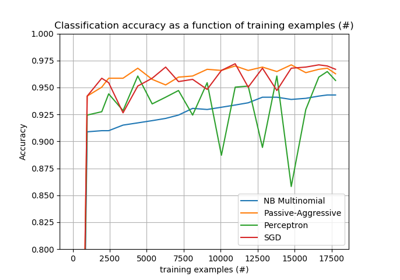 Classification accuracy as a function of training examples (#)
1.000
0.975
0.950
0.925
0.900
0.875
0.850
0.825
0.800
Accuracy
NB Multinomial
Passive-Aggressive
Perceptron
SGD
0 2500 5000 7500 10000 12500 15000 17500
training examples (#)